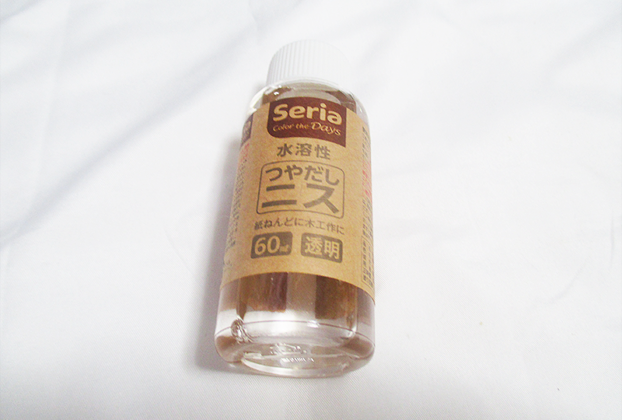 Seria
Color the Days
水溶性
つやだし
ニス
紙ねんどに木工作に
60㎖ 透明